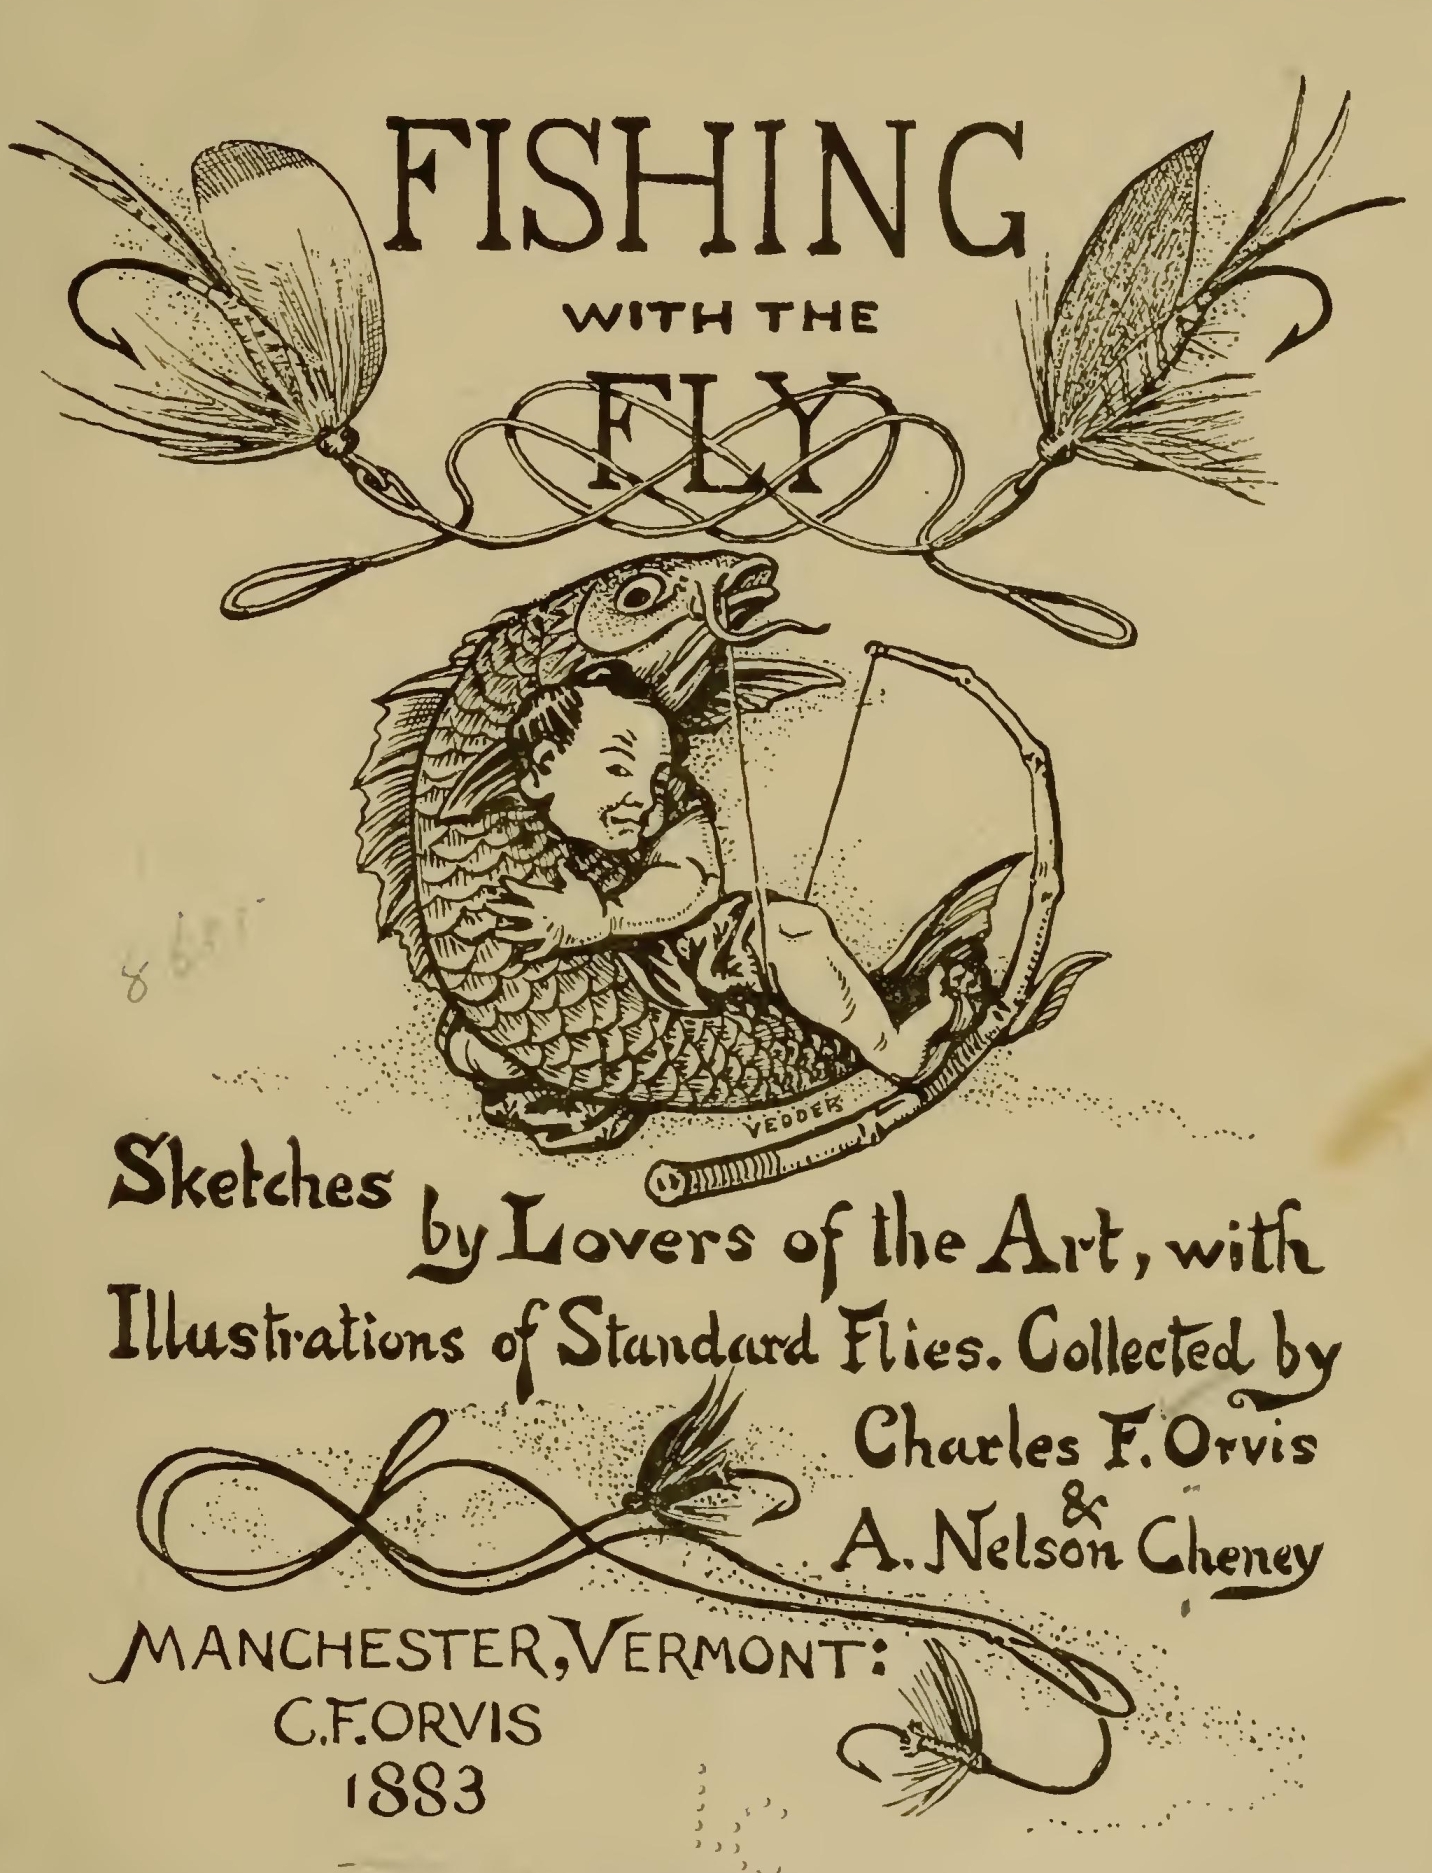 FISHING
WITH THE
FLY
VEDDER
Sketches
by Lovers of the Art, with
Illustrations of Standard Flies. Collected by
Charles F. Orvis
&
A. Nelson Cheney
MANCHESTER, VERMONT:
C.F. ORVIS
1883